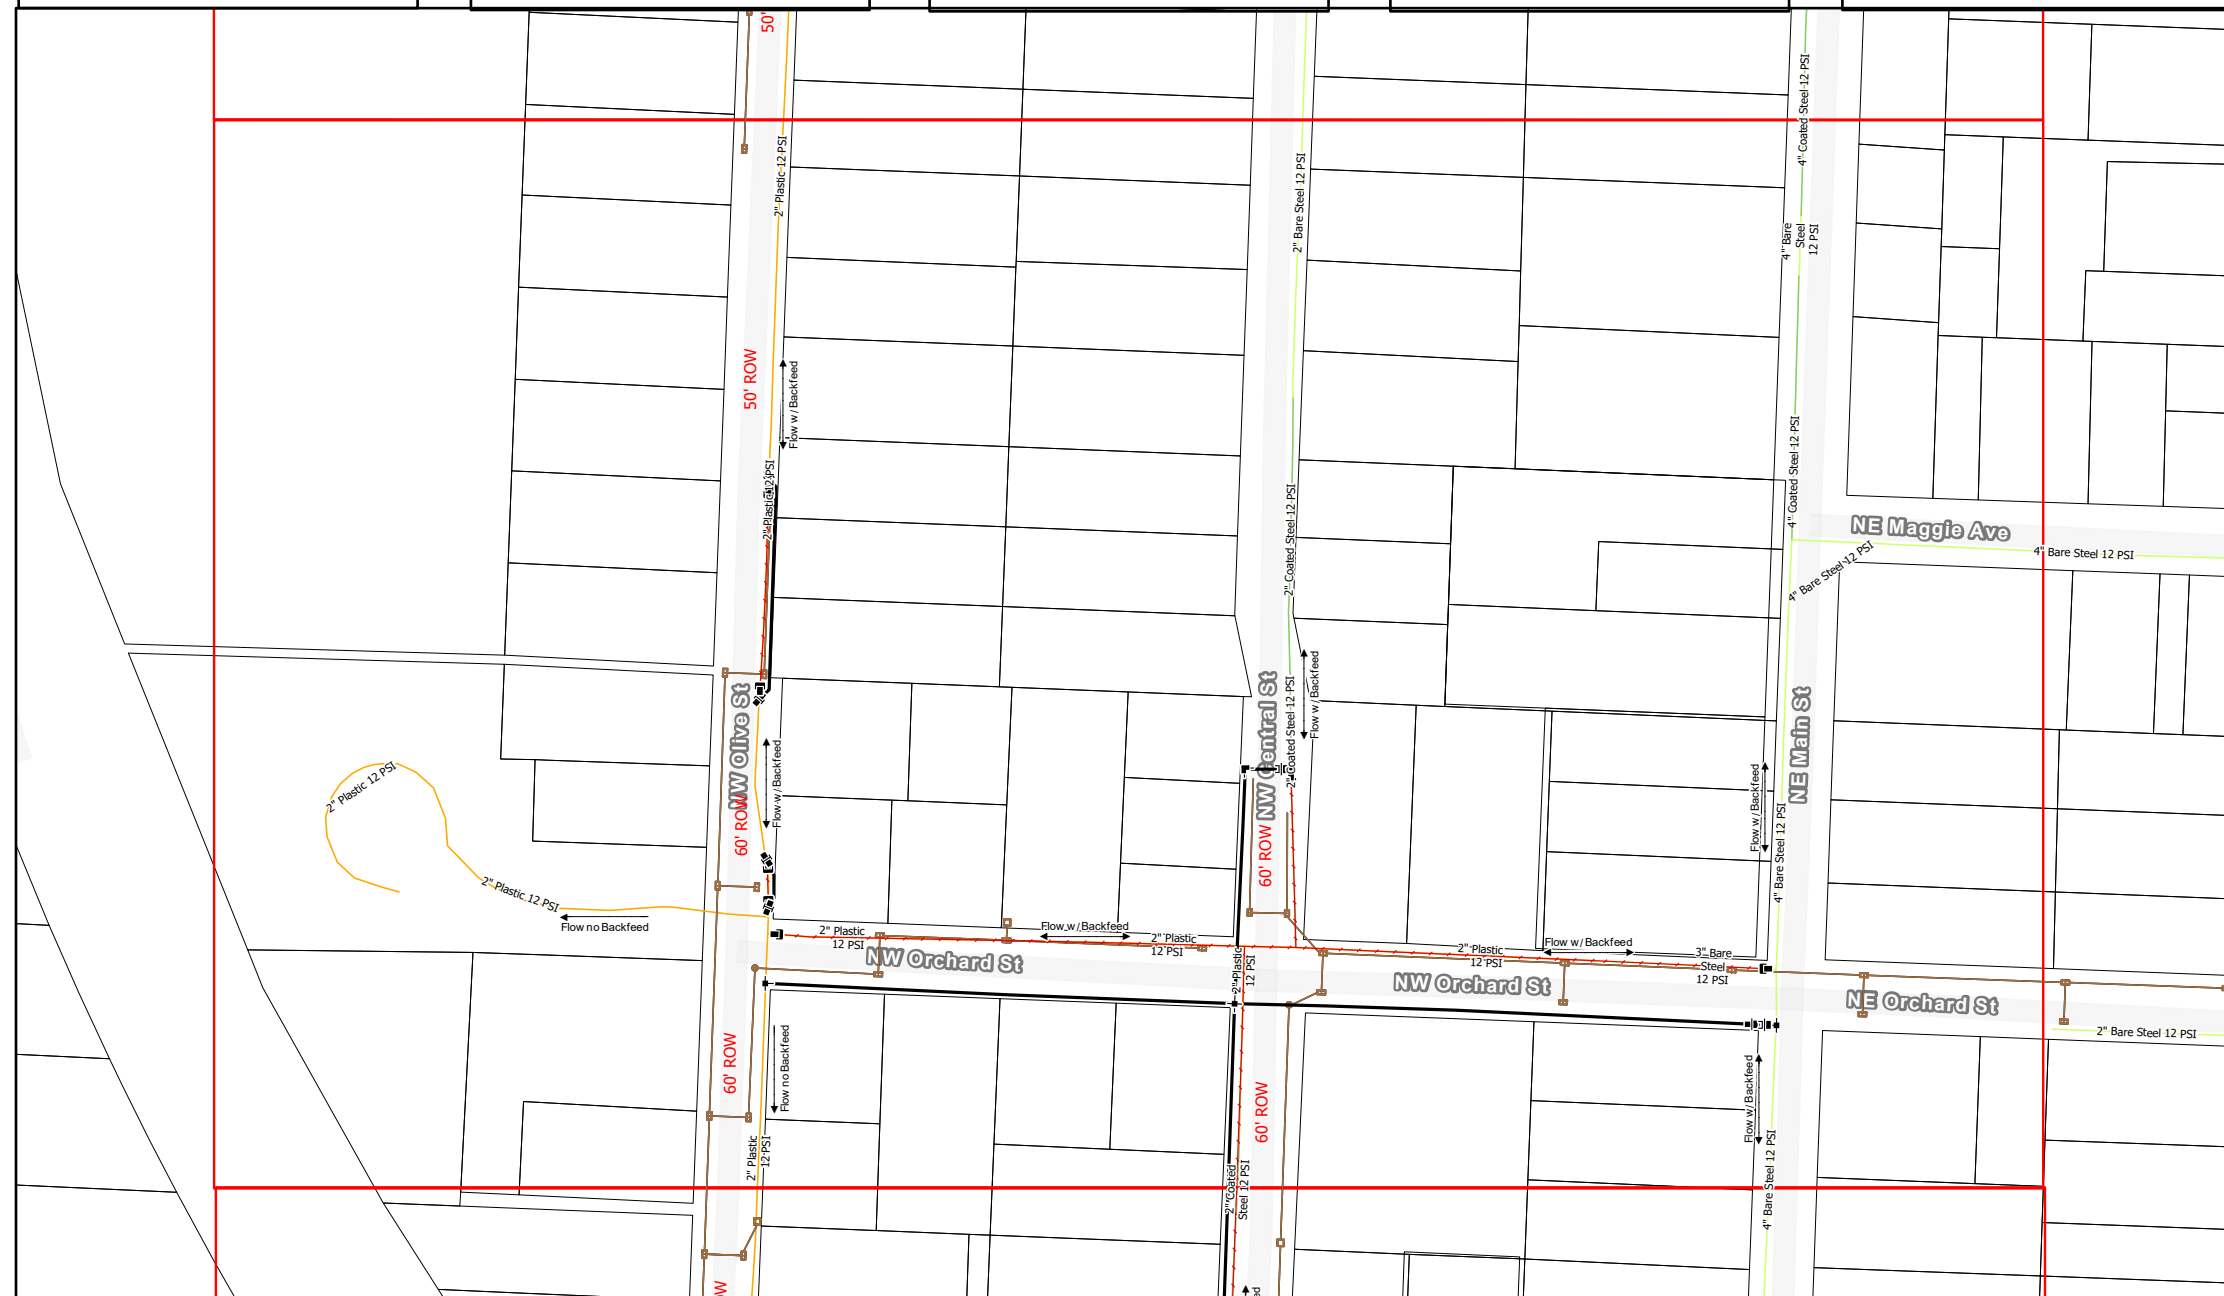 50'
2" Plastic 12 PSI
2" Bare Steel 12 PSI
4" Coated Steel 12 PSI
4" Bare
Steel
12 PSI
50' ROW
Flow w/ Backfeed
2" Plastic 12 PSI
2" Coated Steel 12 PSI
4" Coated Steel 12 PSI
NE Maggie Ave
4" Bare Steel 12 PSI
4" Bare Steel 12 PSI
NW Olive St
60' ROW
Flow w/ Backfeed
NW Central St
2" Coated Steel 12 PSI
Flow w/ Backfeed
60' ROW
NE Main St
Flow w/ Backfeed
4" Bare Steel 12 PSI
2" Plastic 12 PSI
2" Plastic 12 PSI
Flow no Backfeed
2" Plastic
12 PSI
Flow w/ Backfeed
2" Plastic
12 PSI
2" Plastic
12 PSI
Flow w/ Backfeed
3" Bare
Steel
12 PSI
NW Orchard St
2" Plastic
12 PSI
NW Orchard St
NE Orchard St
2" Bare Steel 12 PSI
60' ROW
Flow no Backfeed
2" Plastic
12 PSI
60' ROW
2" Coated
Steel 12 PSI
Flow w/ Backfeed
4" Bare Steel 12 PSI